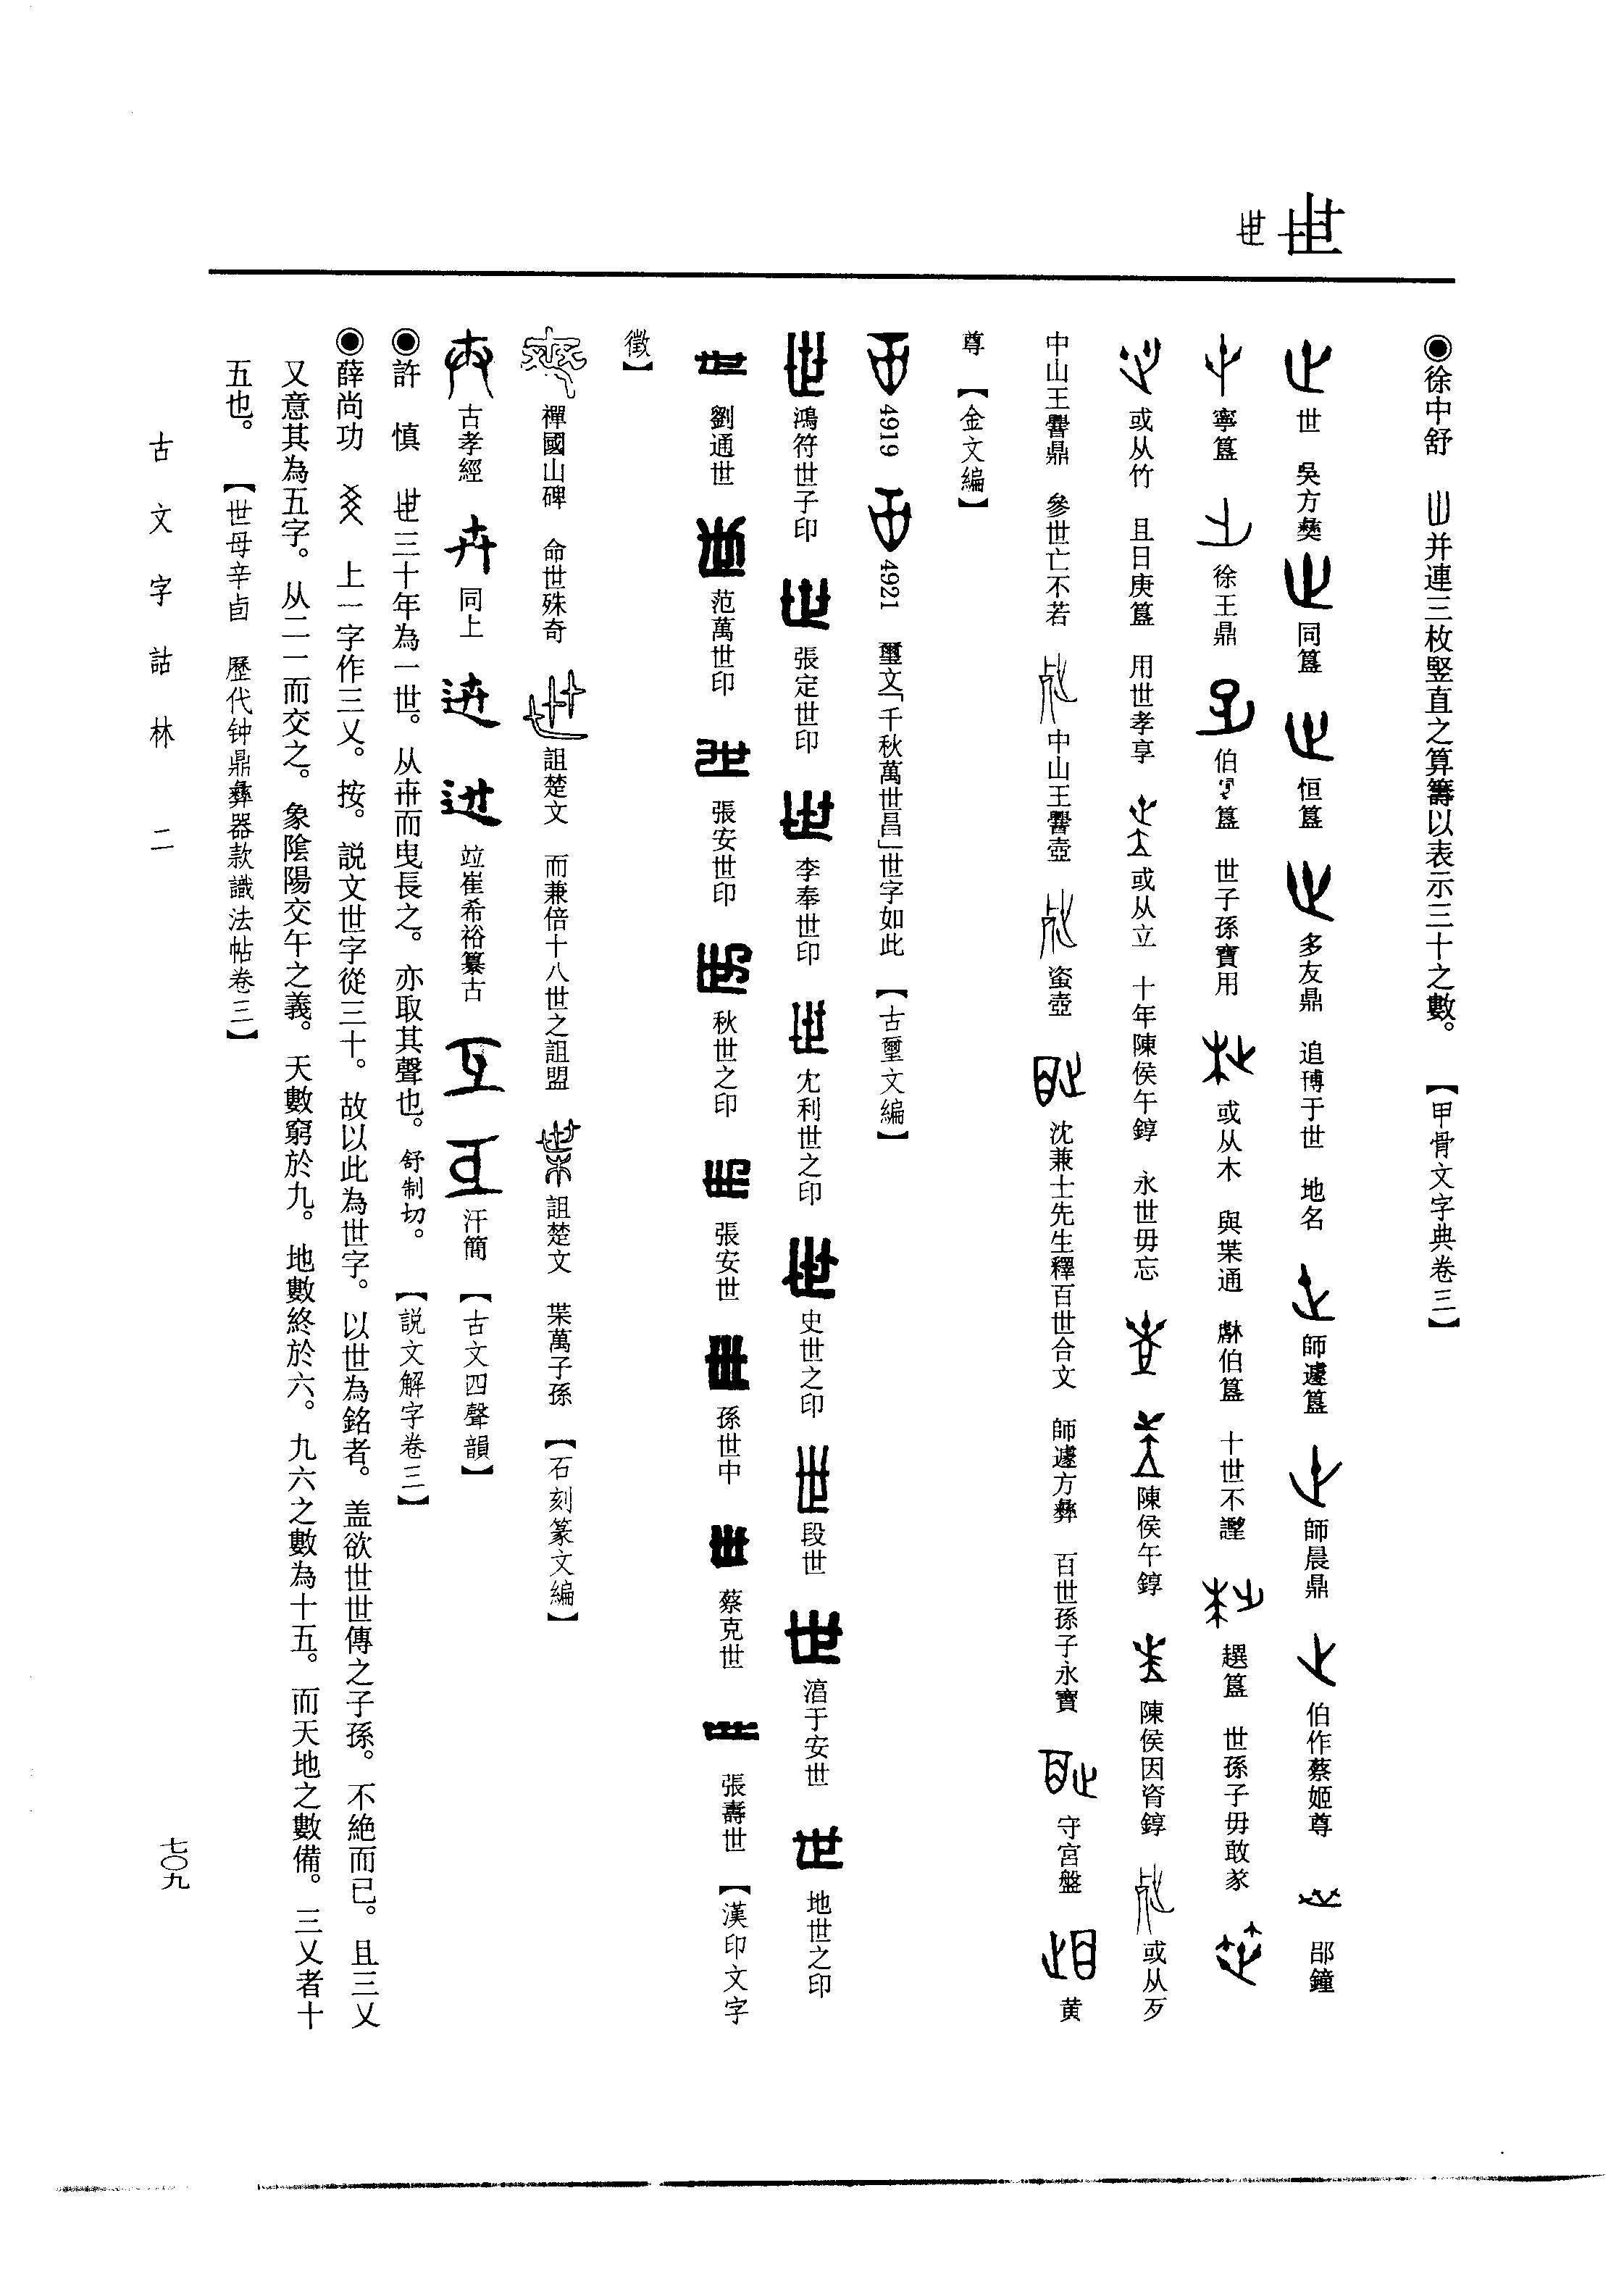 世
◉徐中舒 并連三枚竪直之算籌以表示三十之數。 【甲骨文字典卷三】
世 吳方彝 同簋 恒簋 多友鼎 追博于世 地名 師遽簋 師晨鼎 伯作蔡姬尊 郘鐘
寧簋 徐王鼎 伯簋 世子孫寶用 或从木 與枼通 獻伯簋 十世不 趩簋 世孫子毋敢
或从竹 且日庚簋 用世孝享 或从立 十年陳侯午錞 永世毋忘 陳侯午錞 陳侯因錞 或从歹
中山王鼎 參世亡不若 中山王壺 壺 沈兼士先生釋百世合文 師遽方彝 百世孫子永寶 守宮盤 黄
尊 【金文編】
4919 4921 璽文「千秋萬世昌」世字如此 【古璽文編】
鴻符世子印 張定世印 李奉世印 尤利世之印 史世之印 段世 于安世 地世之印
劉通世 范萬世印 張安世印 秋世之印 張安世 孫世中 蔡克世 張壽世 【漢印文字
徵】
禪國山碑 命世殊奇 詛楚文 而兼倍十八世之詛盟 詛楚文 枼萬子孫 【石刻篆文編】
古孝經 同上 竝崔希裕纂古 汗簡 【古文四聲韻】
◉許 慎 三十年為一世。从卅而曳長之。亦取其聲也。舒制切。 【説文解字卷三】
◉薛尚功 上一字作三乂。按。説文世字從三十。故以此為世字。以世為銘者。盖欲世世傳之子孫。不絶而已。且三乂
又意其為五字。从二一而交之。象陰陽交午之義。天數窮於九。地數終於六。九六之數為十五。而天地之數備。三乂者十
五也。 【世母辛卣 歷代钟鼎彝器款識法帖卷三】
古文字詁林 二
七〇九